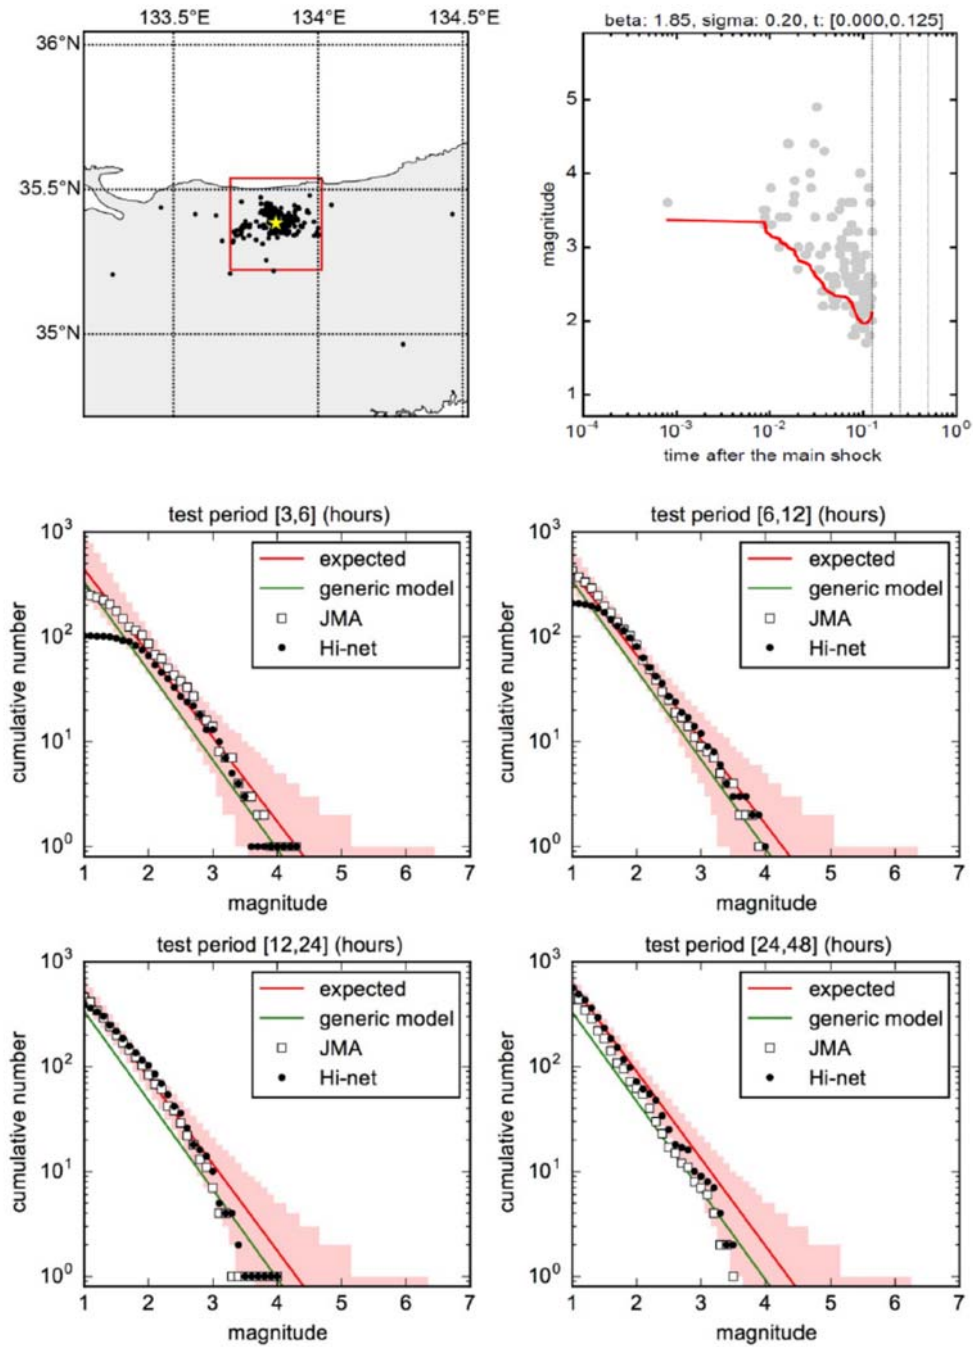 133.5°E 134°E 134.5°E
36°N
35.5°N
35°N
beta: 1.85, sigma: 0.20, t: [0.000,0.125]
magnitude
5
4
3
2
1
10⁻⁴ 10⁻³ 10⁻² 10⁻¹ 10⁰
time after the main shock
test period [3,6] (hours)
cumulative number
10³
10²
10¹
10⁰
expected
generic model
JMA
Hi-net
1 2 3 4 5 6 7
magnitude
test period [6,12] (hours)
cumulative number
10³
10²
10¹
10⁰
expected
generic model
JMA
Hi-net
1 2 3 4 5 6 7
magnitude
test period [12,24] (hours)
cumulative number
10³
10²
10¹
10⁰
expected
generic model
JMA
Hi-net
1 2 3 4 5 6 7
magnitude
test period [24,48] (hours)
cumulative number
10³
10²
10¹
10⁰
expected
generic model
JMA
Hi-net
1 2 3 4 5 6 7
magnitude